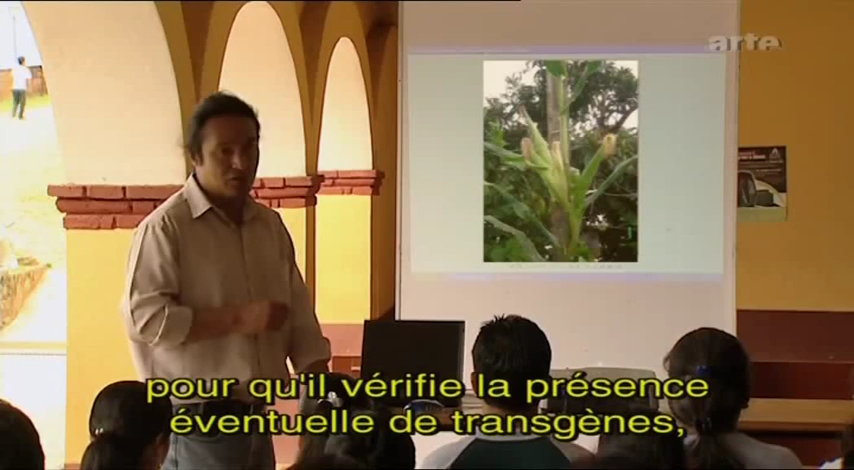 arte
pour qu'il vérifie la présence
éventuelle de transgènes,